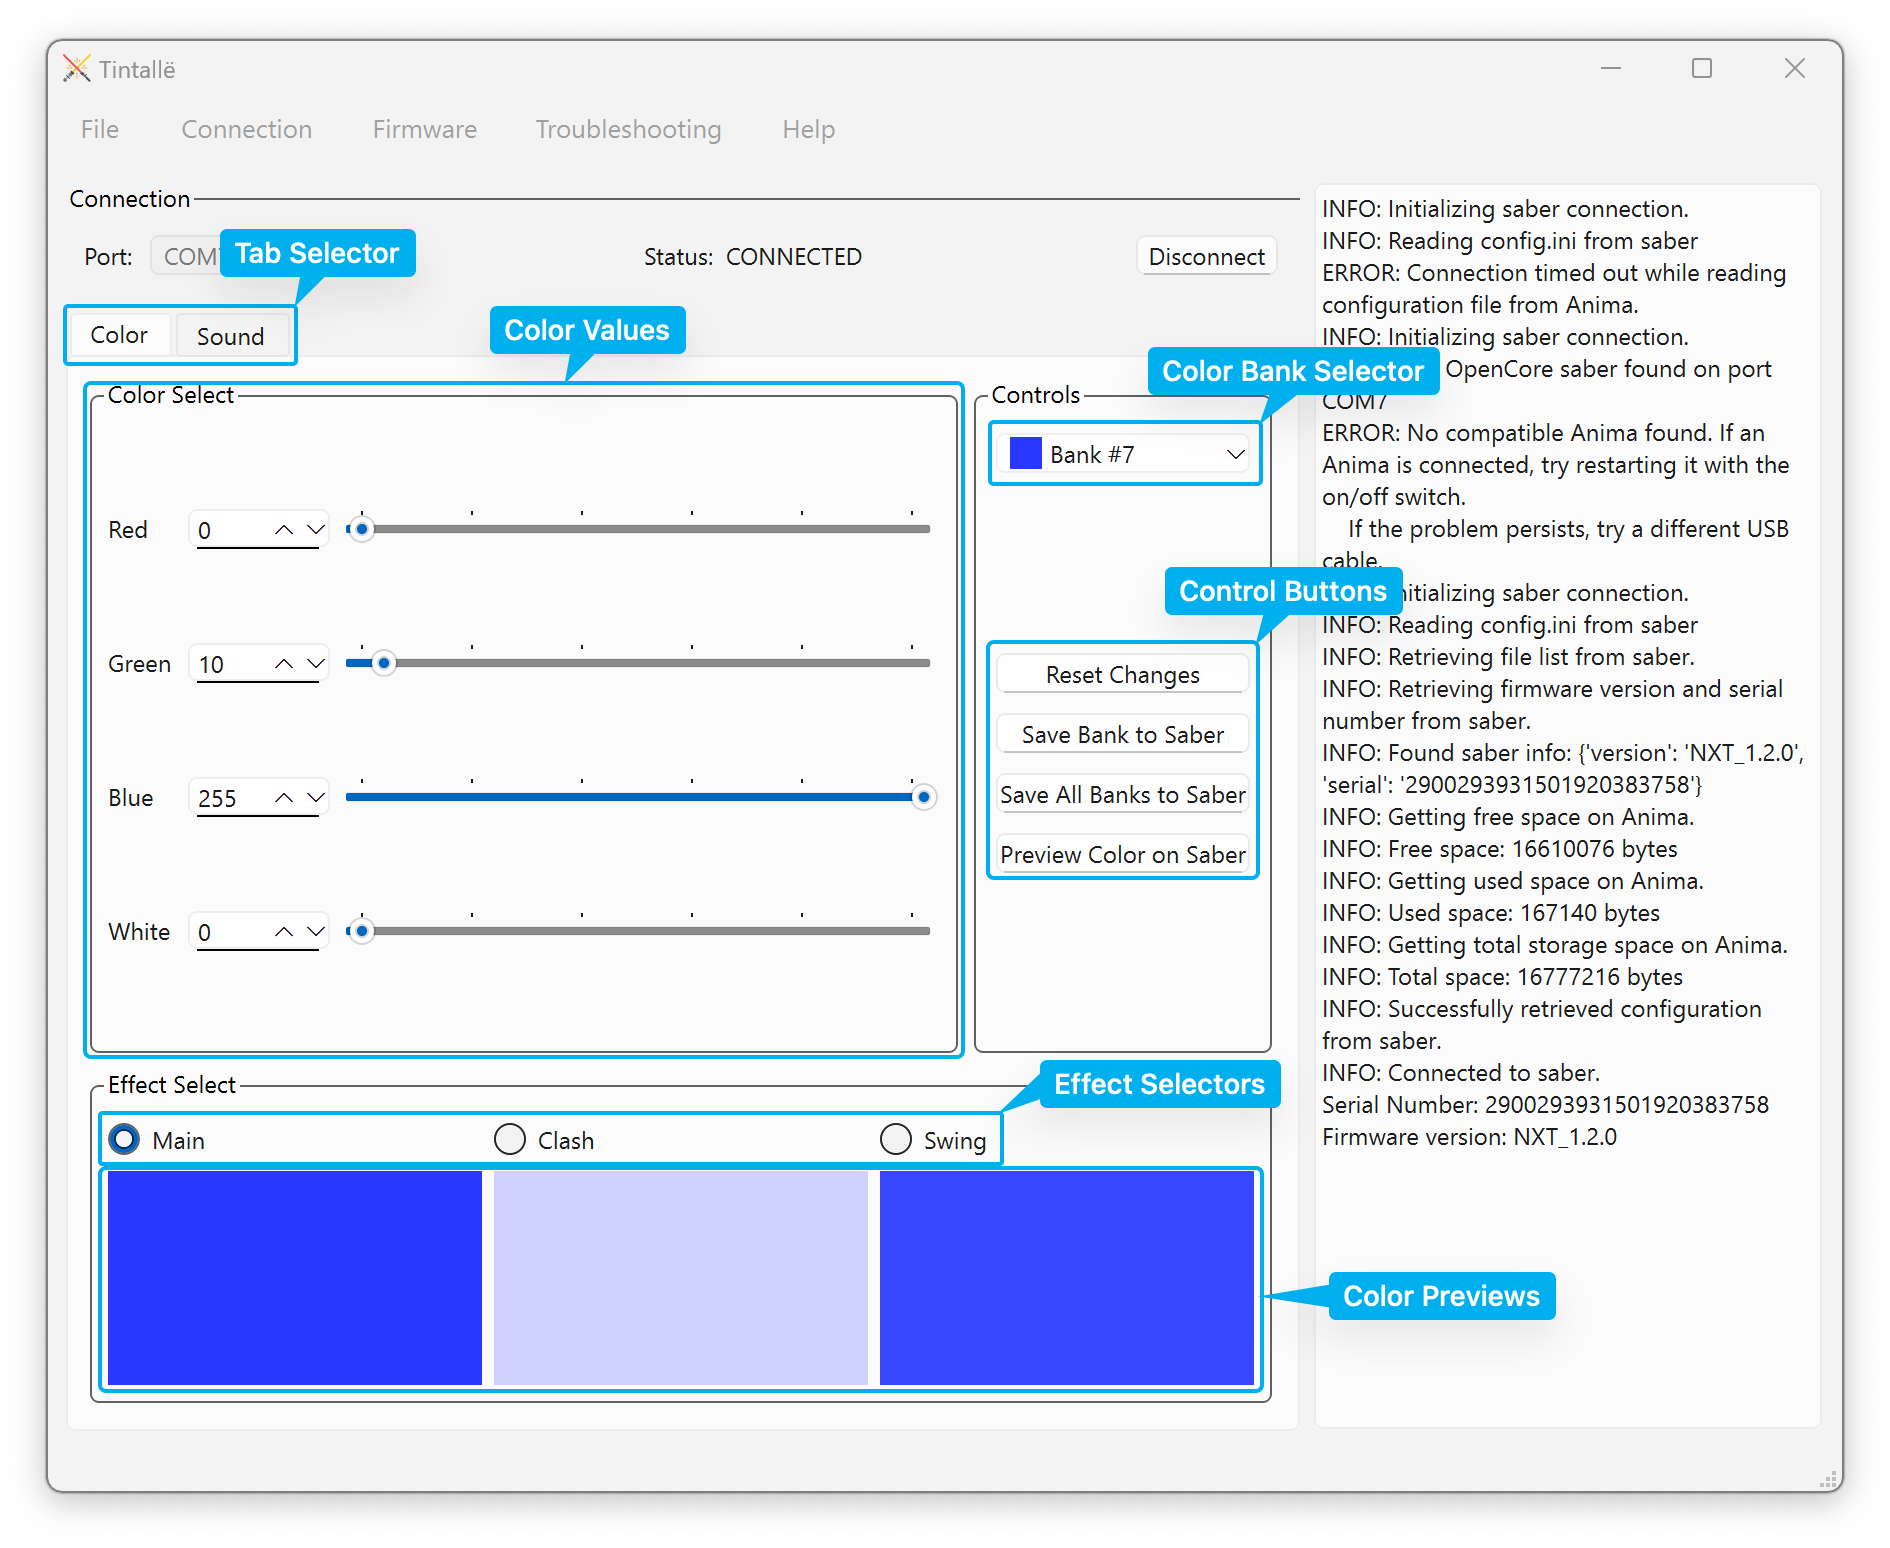 Tintallë
File Connection Firmware Troubleshooting Help
Connection
Port: COM7 Status: CONNECTED Disconnect
Tab Selector
Color Sound
Color Values
Color Bank Selector
Color Select
Red 0
Green 10
Blue 255
White 0
Controls
Bank #7
Control Buttons
Reset Changes
Save Bank to Saber
Save All Banks to Saber
Preview Color on Saber
Effect Select
Effect Selectors
Main Clash Swing
Color Previews
INFO: Initializing saber connection.
INFO: Reading config.ini from saber
ERROR: Connection timed out while reading
configuration file from Anima.
INFO: Initializing saber connection.
OpenCore saber found on port
COM7
ERROR: No compatible Anima found. If an
Anima is connected, try restarting it with the
on/off switch.
If the problem persists, try a different USB
cable.
Initializing saber connection.
INFO: Reading config.ini from saber
INFO: Retrieving file list from saber.
INFO: Retrieving firmware version and serial
number from saber.
INFO: Found saber info: {'version': 'NXT_1.2.0',
'serial': '2900293931501920383758'}
INFO: Getting free space on Anima.
INFO: Free space: 16610076 bytes
INFO: Getting used space on Anima.
INFO: Used space: 167140 bytes
INFO: Getting total storage space on Anima.
INFO: Total space: 16777216 bytes
INFO: Successfully retrieved configuration
from saber.
INFO: Connected to saber.
Serial Number: 2900293931501920383758
Firmware version: NXT_1.2.0